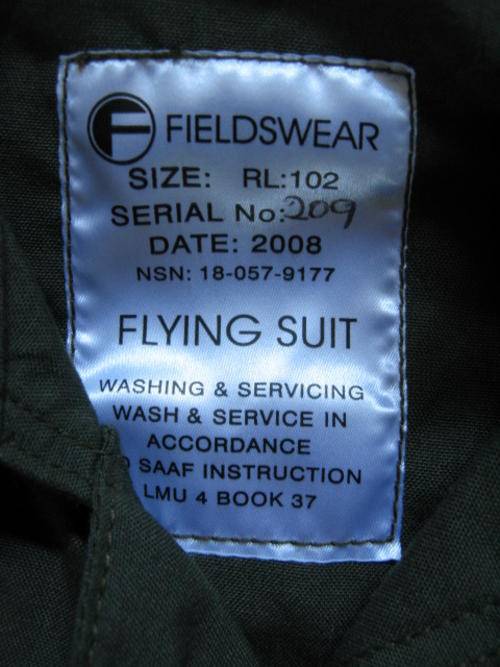 F FIELDSWEAR
SIZE: RL:102
SERIAL No: 209
DATE: 2008
NSN: 18-057-9177
FLYING SUIT
WASHING & SERVICING
WASH & SERVICE IN
ACCORDANCE
SAAF INSTRUCTION
LMU 4 BOOK 37